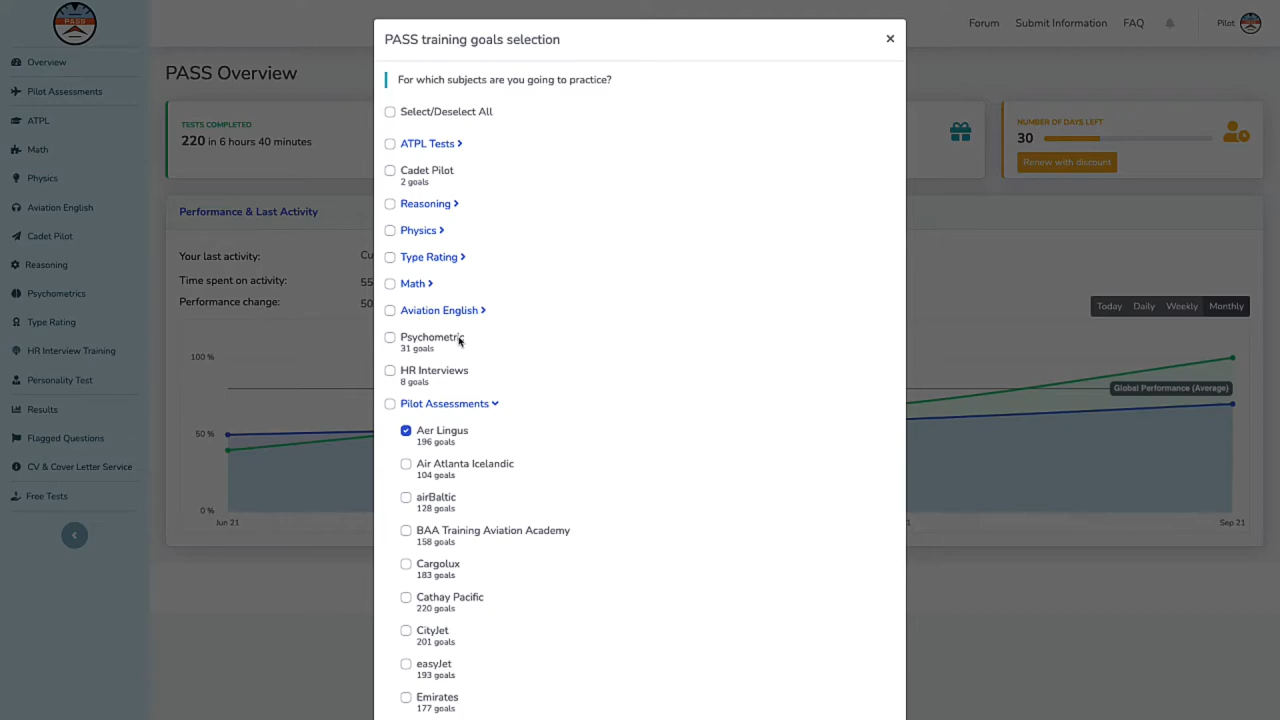 PASS
Overview
Pilot Assessments
ATPL
Math
Physics
Aviation English
Cadet Pilot
Reasoning
Psychometrics
Type Rating
HR Interview Training
Personality Test
Results
Flagged Questions
CV & Cover Letter Service
Free Tests
Forum
Submit Information
FAQ
Pilot
PASS Overview
TESTS COMPLETED
220 in 6 hours 40 minutes
NUMBER OF DAYS LEFT
30
Renew with discount
Performance & Last Activity
Your last activity:
Cu
Time spent on activity:
55
Performance change:
50
Today
Daily
Weekly
Monthly
100 %
50 %
0 %
Jun 21
21
Sep 21
Global Performance (Average)
PASS training goals selection
×
For which subjects are you going to practice?
Select/Deselect All
ATPL Tests
Cadet Pilot
2 goals
Reasoning
Physics
Type Rating
Math
Aviation English
Psychometric
31 goals
HR Interviews
8 goals
Pilot Assessments
Aer Lingus
196 goals
Air Atlanta Icelandic
104 goals
airBaltic
128 goals
BAA Training Aviation Academy
158 goals
Cargolux
183 goals
Cathay Pacific
220 goals
CityJet
201 goals
easyJet
193 goals
Emirates
177 goals